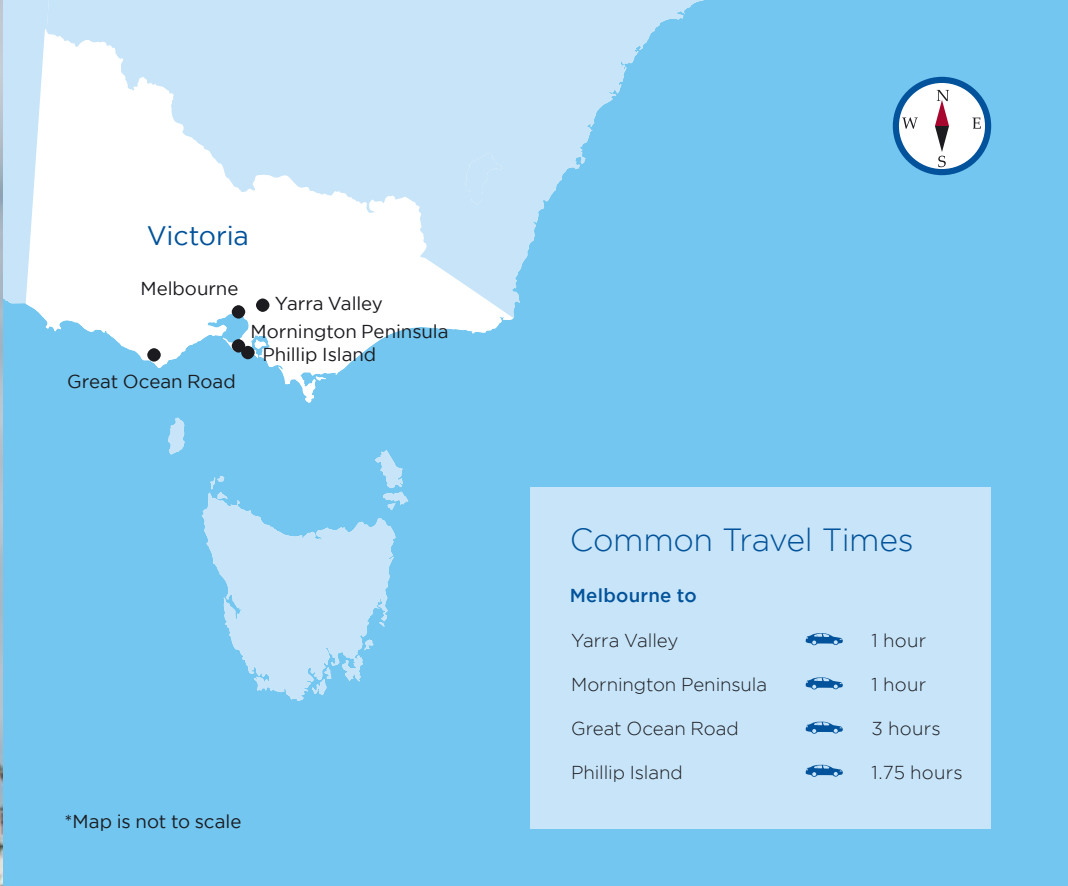 N
W E
S
Victoria
Melbourne
Yarra Valley
Mornington Peninsula
Phillip Island
Great Ocean Road
Common Travel Times
Melbourne to
Yarra Valley 1 hour
Mornington Peninsula 1 hour
Great Ocean Road 3 hours
Phillip Island 1.75 hours
*Map is not to scale